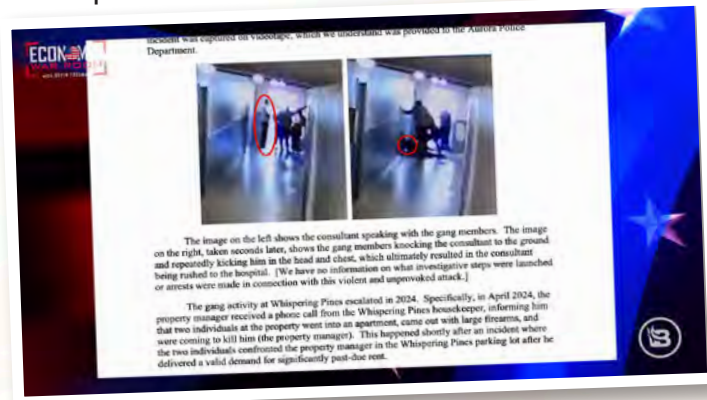 ECONOMIC
WAR ROOM
incident was captured on videotape, which we understand was provided to the Aurora Police
Department.
The image on the left shows the consultant speaking with the gang members. The image
on the right, taken seconds later, shows the gang members knocking the consultant to the ground
and repeatedly kicking him in the head and chest, which ultimately resulted in the consultant
being rushed to the hospital. [We have no information on what investigative steps were launched
or arrests were made in connection with this violent and unprovoked attack.]
The gang activity at Whispering Pines escalated in 2024. Specifically, in April 2024, the
property manager received a phone call from the Whispering Pines housekeeper, informing him
that two individuals at the property went into an apartment, came out with large firearms, and
were coming to kill him (the property manager). This happened shortly after an incident where
the two individuals confronted the property manager in the Whispering Pines parking lot after he
delivered a valid demand for significantly past-due rent.